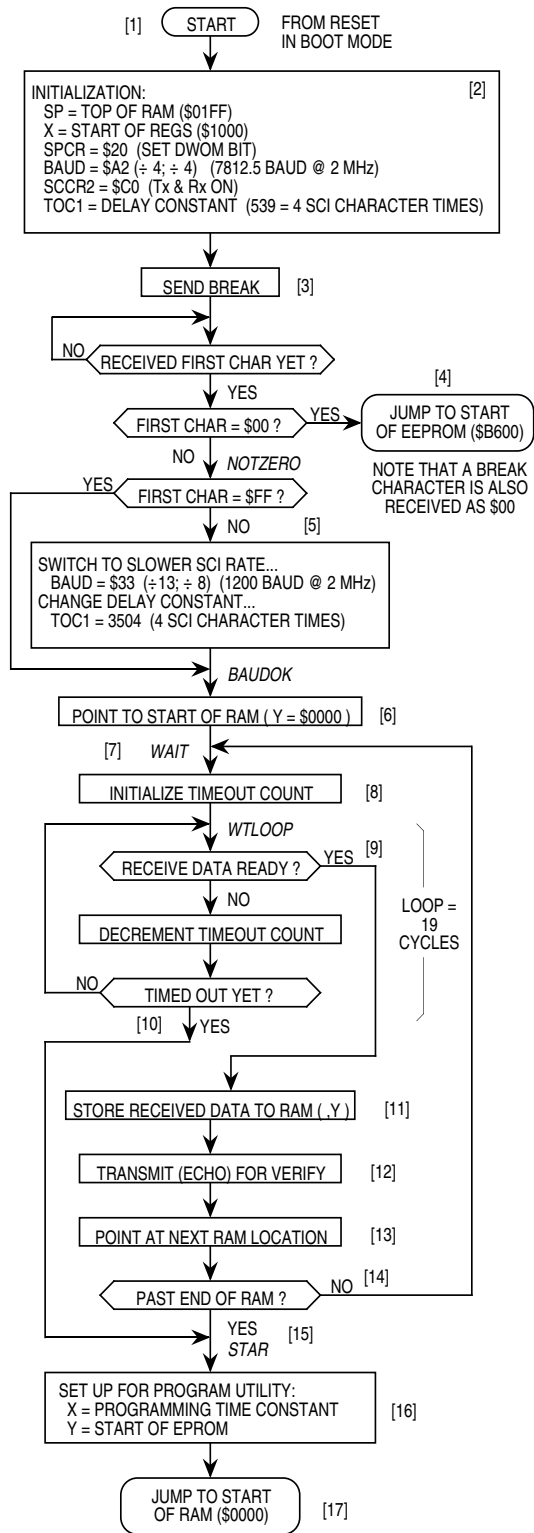 [1] START
FROM RESET
IN BOOT MODE
INITIALIZATION: [2]
SP = TOP OF RAM ($01FF)
X = START OF REGS ($1000)
SPCR = $20 (SET DWOM BIT)
BAUD = $A2 (÷ 4; ÷ 4) (7812.5 BAUD @ 2 MHz)
SCCR2 = $C0 (Tx & Rx ON)
TOC1 = DELAY CONSTANT (539 = 4 SCI CHARACTER TIMES)
SEND BREAK [3]
NO RECEIVED FIRST CHAR YET ?
YES
[4]
FIRST CHAR = $00 ? YES
JUMP TO START
OF EEPROM ($B600)
NOTE THAT A BREAK
CHARACTER IS ALSO
RECEIVED AS $00
NO NOTZERO
YES FIRST CHAR = $FF ?
NO [5]
SWITCH TO SLOWER SCI RATE...
BAUD = $33 (÷13; ÷ 8) (1200 BAUD @ 2 MHz)
CHANGE DELAY CONSTANT...
TOC1 = 3504 (4 SCI CHARACTER TIMES)
BAUDOK
POINT TO START OF RAM ( Y = $0000 ) [6]
[7] WAIT
INITIALIZE TIMEOUT COUNT [8]
WTLOOP
RECEIVE DATA READY ? YES [9]
NO
LOOP =
19
CYCLES
DECREMENT TIMEOUT COUNT
NO TIMED OUT YET ?
[10] YES
STORE RECEIVED DATA TO RAM ( ,Y ) [11]
TRANSMIT (ECHO) FOR VERIFY [12]
POINT AT NEXT RAM LOCATION [13]
PAST END OF RAM ? NO [14]
YES [15]
STAR
SET UP FOR PROGRAM UTILITY:
X = PROGRAMMING TIME CONSTANT
Y = START OF EPROM
[16]
JUMP TO START
OF RAM ($0000)
[17]